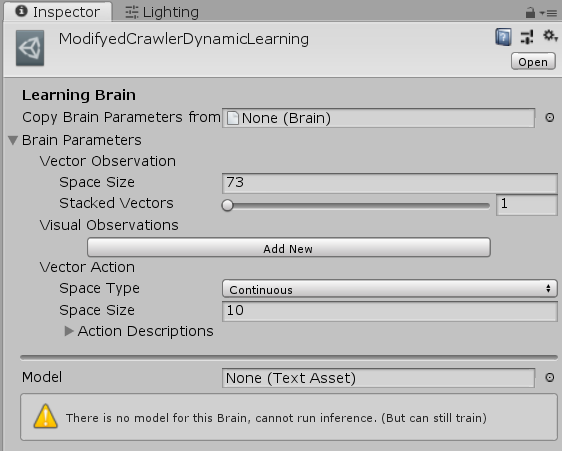 Inspector
Lighting
ModifyedCrawlerDynamicLearning
Open
Learning Brain
Copy Brain Parameters from None (Brain)
Brain Parameters
Vector Observation
Space Size 73
Stacked Vectors 1
Visual Observations
Add New
Vector Action
Space Type Continuous
Space Size 10
Action Descriptions
Model None (Text Asset)
There is no model for this Brain, cannot run inference. (But can still train)